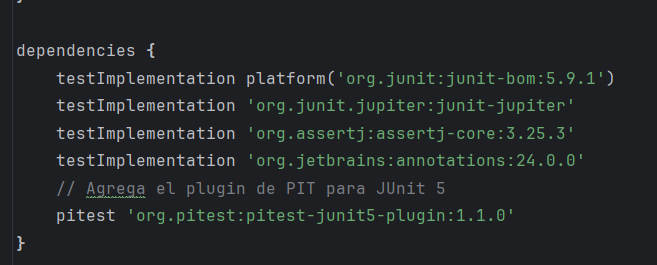 }
dependencies {
    testImplementation platform('org.junit:junit-bom:5.9.1')
    testImplementation 'org.junit.jupiter:junit-jupiter'
    testImplementation 'org.assertj:assertj-core:3.25.3'
    testImplementation 'org.jetbrains:annotations:24.0.0'
    // Agrega el plugin de PIT para JUnit 5
    pitest 'org.pitest:pitest-junit5-plugin:1.1.0'
}